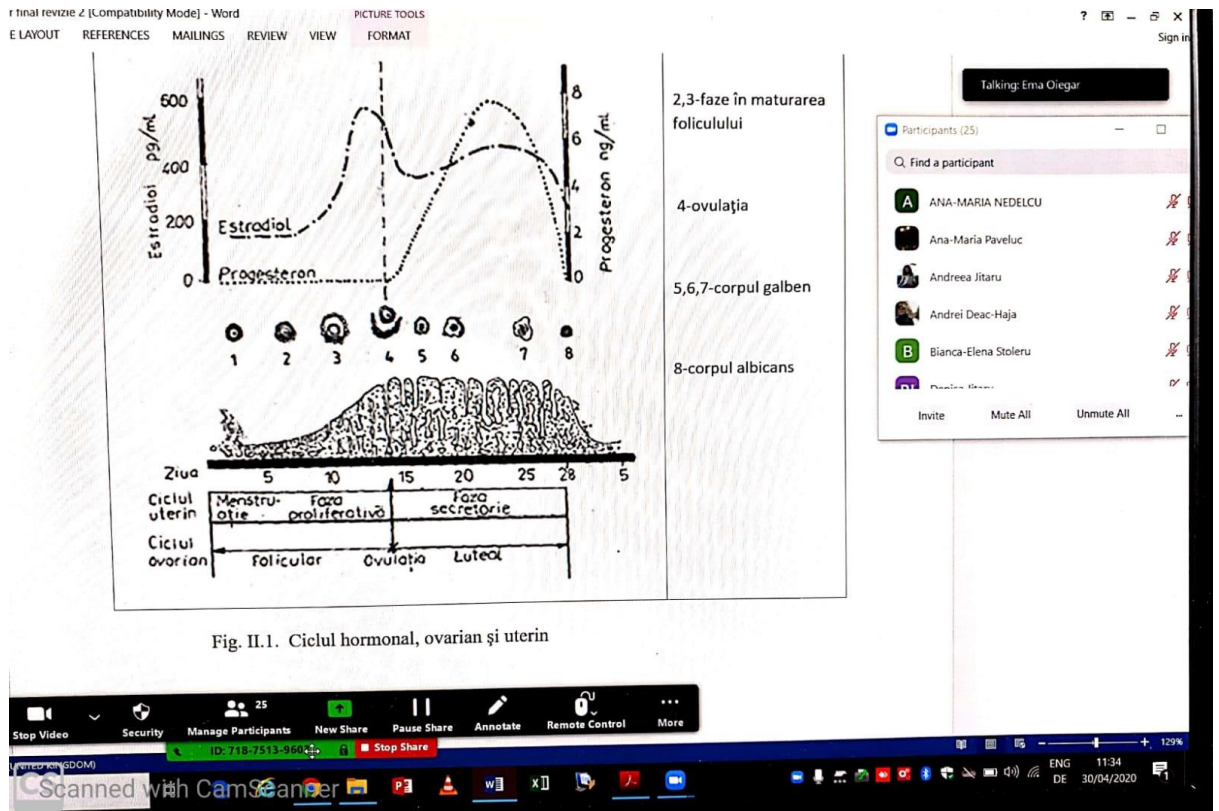 r final revizie 2 [Compatibility Mode] - Word
PICTURE TOOLS
E LAYOUT REFERENCES MAILINGS REVIEW VIEW FORMAT
Sign in
Talking: Ema Oiegar
Participants (25)
Find a participant
A ANA-MARIA NEDELCU
Ana-Maria Paveluc
Andreea Jitaru
Andrei Deac-Haja
B Bianca-Elena Stoleru
Invite Mute All Unmute All ...
Estradiol pg/ml
600
400
200
0
Progesteron ng/ml
8
6
4
2
0
Estradiol
Progesteron
1 2 3 4 5 6 7 8
2,3-faze în maturarea
foliculului
4-ovulaţia
5,6,7-corpul galben
8-corpul albicans
Ziua 5 10 15 20 25 28 5
Ciclul
uterin
Menstru-
oţie
Faza
proliferativă
Faza
secretorie
Ciclul
ovorian
Folicular Ovulaţia Luteal
Fig. II.1. Ciclul hormonal, ovarian şi uterin
Stop Video
Security
25
Manage Participants
New Share
Pause Share
Annotate
Remote Control
More
ID: 718-7513-960
Stop Share
KINGDOM)
129%
CS Scanned with CamScanner
ENG
DE
11:34
30/04/2020